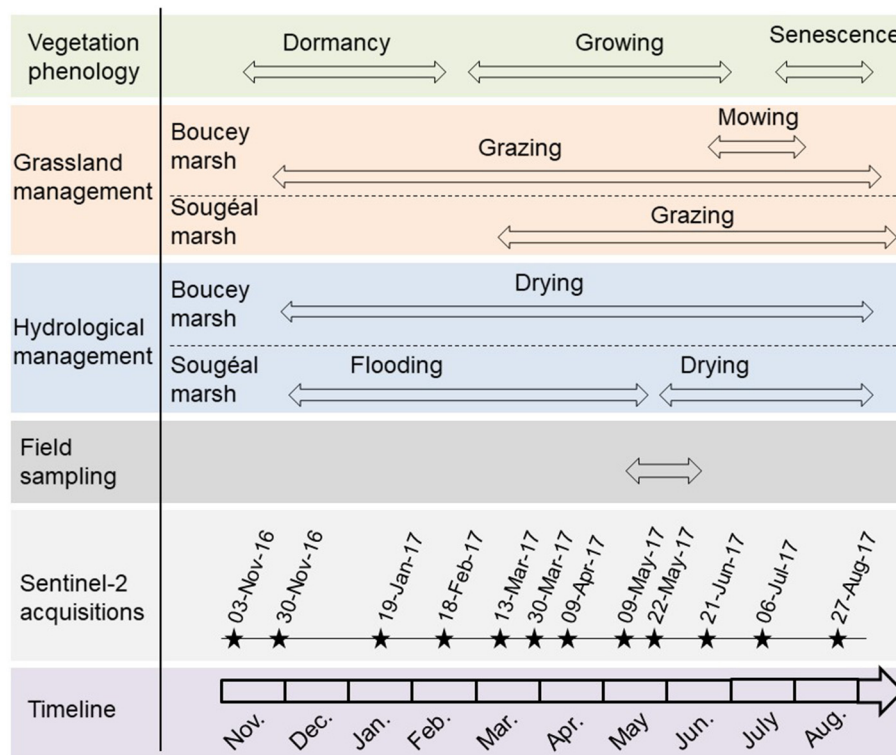 Vegetation
phenology
Dormancy
Growing
Senescence
Grassland
management
Boucey
marsh
Mowing
Grazing
Sougéal
marsh
Grazing
Hydrological
management
Boucey
marsh
Drying
Sougéal
marsh
Flooding
Drying
Field
sampling
Sentinel-2
acquisitions
03-Nov-16
30-Nov-16
19-Jan-17
18-Feb-17
13-Mar-17
30-Mar-17
09-Apr-17
09-May-17
22-May-17
21-Jun-17
06-Jul-17
27-Aug-17
Timeline
Nov.
Dec.
Jan.
Feb.
Mar.
Apr.
May
Jun.
July
Aug.